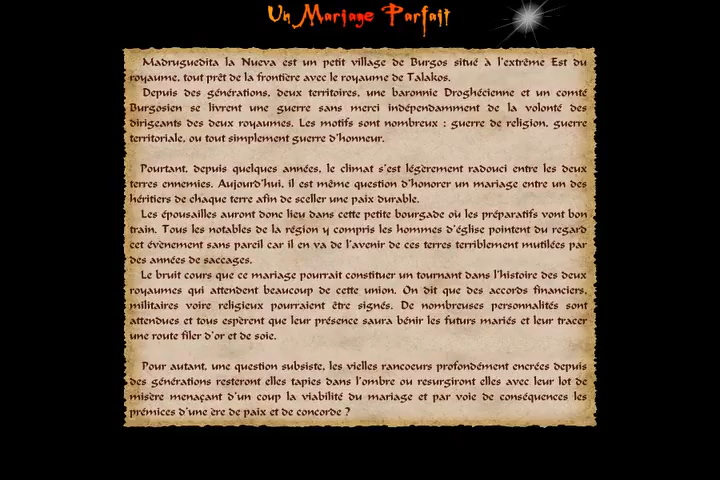 Un Mariage Parfait
Madruguedita la Nueva est un petit village de Burgos situé à l'extrême Est du
royaume, tout prêt de la frontière avec le royaume de Talakos.
Depuis des générations, deux territoires, une baronnie Droghécienne et un comté
Burgosien se livrent une guerre sans merci indépendamment de la volonté des
dirigeants des deux royaumes. Les motifs sont nombreux : guerre de religion, guerre
territoriale, ou tout simplement guerre d'honneur.
Pourtant, depuis quelques années, le climat s'est légèrement radouci entre les deux
terres ennemies. Aujourd'hui, il est même question d'honorer un mariage entre un des
héritiers de chaque terre afin de sceller une paix durable.
Les épousailles auront donc lieu dans cette petite bourgade où les préparatifs vont bon
train. Tous les notables de la région y compris les hommes d'église pointent du regard
cet évènement sans pareil car il en va de l'avenir de ces terres terriblement mutilées par
des années de saccages.
Le bruit cours que ce mariage pourrait constituer un tournant dans l'histoire des deux
royaumes qui attendent beaucoup de cette union. On dit que des accords financiers,
militaires voire religieux pourraient être signés. De nombreuses personnalités sont
attendues et tous espèrent que leur présence saura bénir les futurs mariés et leur tracer
une route filer d'or et de soie.
Pour autant, une question subsiste, les vielles rancoeurs profondément encrées depuis
des générations resteront elles tapies dans l'ombre ou resurgiront elles avec leur lot de
misère menaçant d'un coup la viabilité du mariage et par voie de conséquences les
prémices d'une ère de paix et de concorde ?